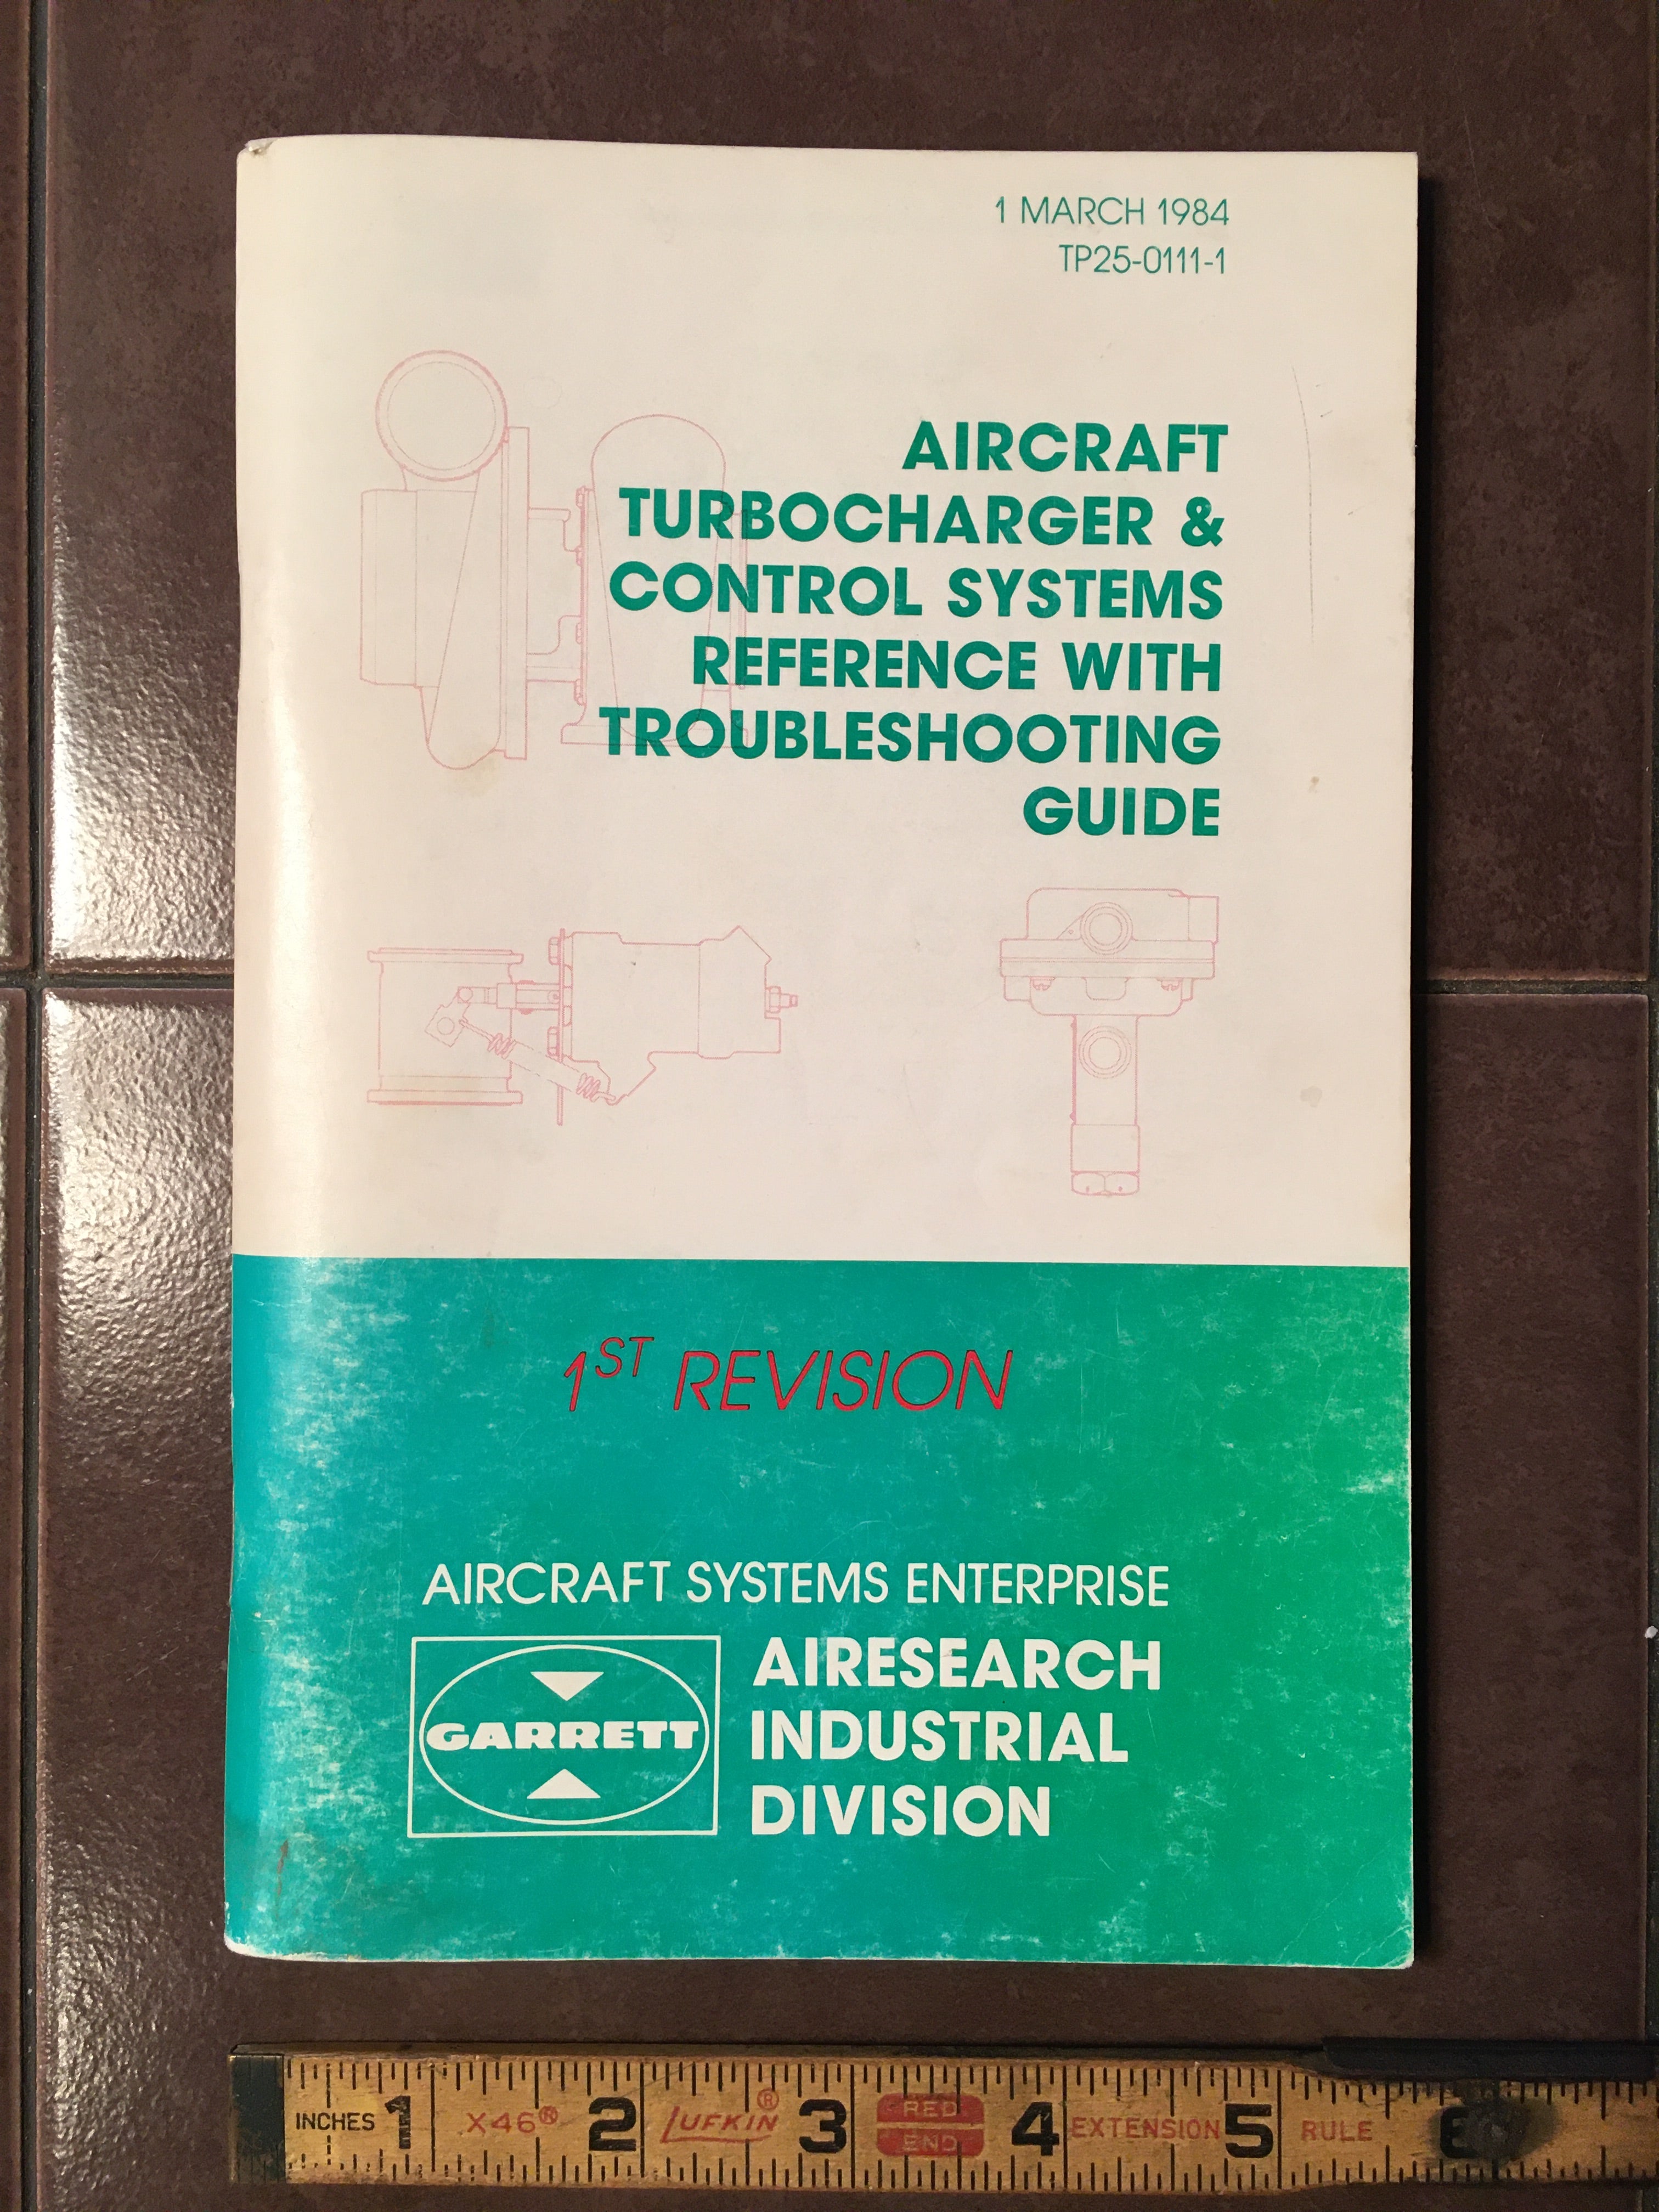 1 MARCH 1984
TP25-0111-1
AIRCRAFT
TURBOCHARGER &
CONTROL SYSTEMS
REFERENCE WITH
TROUBLESHOOTING
GUIDE
1ST REVISION
AIRCRAFT SYSTEMS ENTERPRISE
GARRETT
AIRESEARCH
INDUSTRIAL
DIVISION
INCHES 1 X46® 2 LUFKIN® 3 RED END 4 EXTENSION 5 RULE 6